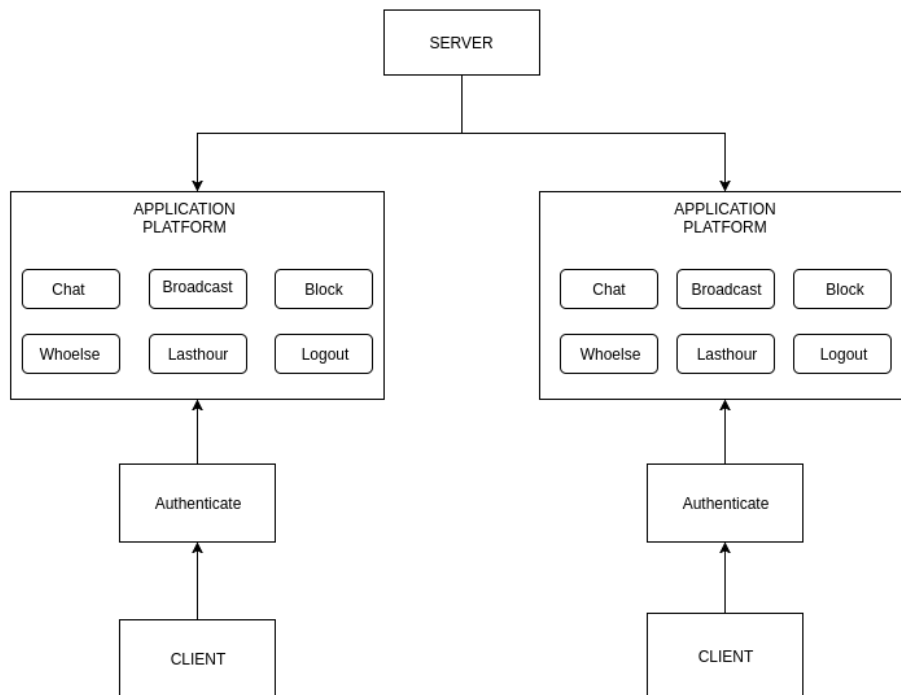 SERVER
APPLICATION
PLATFORM
Chat
Broadcast
Block
Whoelse
Lasthour
Logout
APPLICATION
PLATFORM
Chat
Broadcast
Block
Whoelse
Lasthour
Logout
Authenticate
Authenticate
CLIENT
CLIENT